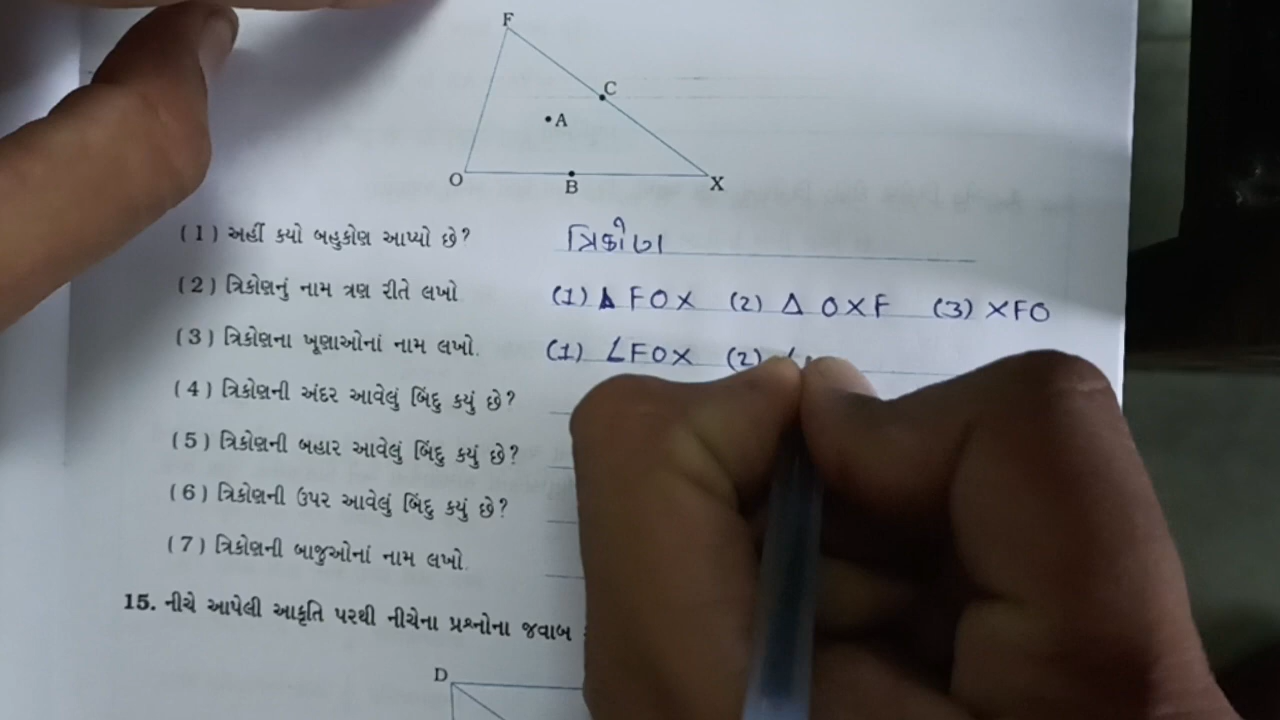 F
C
A
O
B
X
(1) અહીં કયો બહુકોણ આપ્યો છે? ત્રિકોણ
(2) ત્રિકોણનું નામ ત્રણ રીતે લખો (1) Δ FOX (2) Δ OXF (3) XFO
(3) ત્રિકોણના ખૂણાઓનાં નામ લખો. (1) ∠FOX (2) ∠
(4) ત્રિકોણની અંદર આવેલું બિંદુ કયું છે?
(5) ત્રિકોણની બહાર આવેલું બિંદુ કયું છે?
(6) ત્રિકોણની ઉપર આવેલું બિંદુ કયું છે?
(7) ત્રિકોણની બાજુઓનાં નામ લખો.
15. નીચે આપેલી આકૃતિ પરથી નીચેના પ્રશ્નોના જવાબ
D